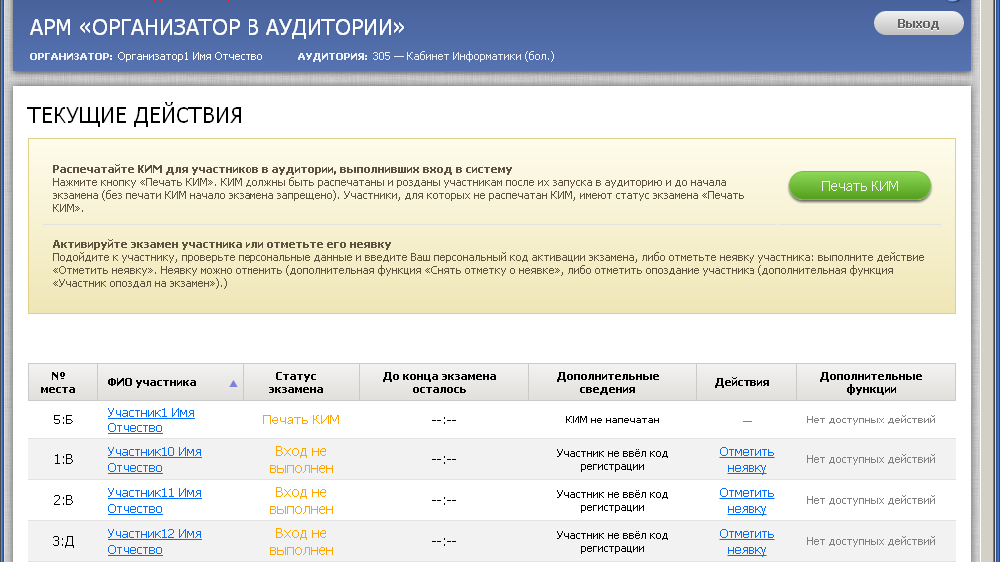 АРМ «ОРГАНИЗАТОР В АУДИТОРИИ»
Выход
ОРГАНИЗАТОР: Организатор1 Имя Отчество АУДИТОРИЯ: 305 — Кабинет Информатики (бол.)
ТЕКУЩИЕ ДЕЙСТВИЯ
Распечатайте КИМ для участников в аудитории, выполнивших вход в систему
Нажмите кнопку «Печать КИМ». КИМ должны быть распечатаны и розданы участникам после их запуска в аудиторию и до начала
экзамена (без печати КИМ начало экзамена запрещено). Участники, для которых не распечатан КИМ, имеют статус экзамена «Печать
КИМ».
Печать КИМ
Активируйте экзамен участника или отметьте его неявку
Подойдите к участнику, проверьте персональные данные и введите Ваш персональный код активации экзамена, либо отметьте неявку участника: выполните действие
«Отметить неявку». Неявку можно отменить (дополнительная функция «Снять отметку о неявке», либо отметить опоздание участника (дополнительная функция
«Участник опоздал на экзамен»).)
№ места ФИО участника Статус экзамена До конца экзамена осталось Дополнительные сведения Действия Дополнительные функции
5:Б Участник1 Имя Отчество Печать КИМ --:-- КИМ не напечатан — Нет доступных действий
1:В Участник10 Имя Отчество Вход не выполнен --:-- Участник не ввёл код регистрации Отметить неявку Нет доступных действий
2:В Участник11 Имя Отчество Вход не выполнен --:-- Участник не ввёл код регистрации Отметить неявку Нет доступных действий
3:Д Участник12 Имя Отчество Вход не выполнен --:-- Участник не ввёл код регистрации Отметить неявку Нет доступных действий